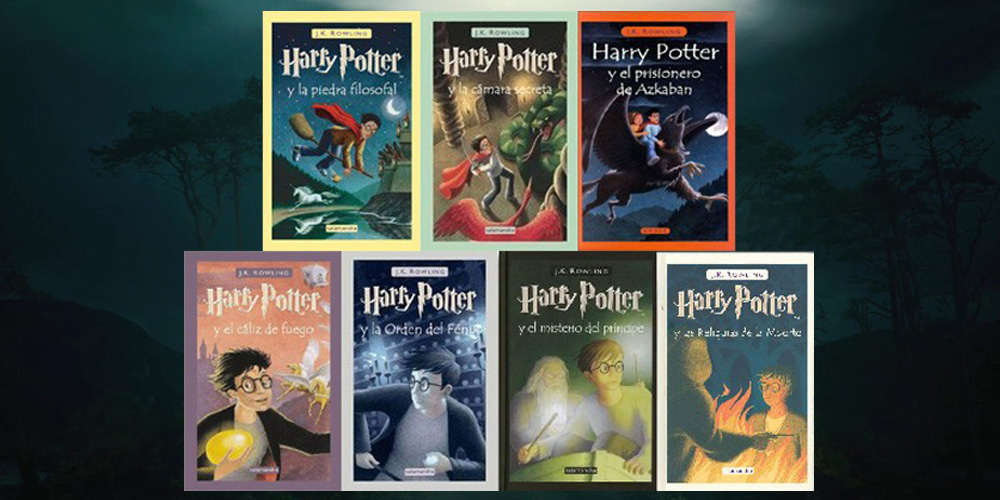 J.K. ROWLING
Harry Potter
y la piedra filosofal
salamandra
J.K. ROWLING
Harry Potter
y la cámara secreta
salamandra
J.K. ROWLING
Harry Potter
y el prisionero
de Azkaban
J.K. ROWLING
Harry Potter
y el cáliz de fuego
salamandra
J.K. ROWLING
Harry Potter
y la Orden del Fénix
salamandra
J.K. ROWLING
Harry Potter
y el misterio del príncipe
salamandra
J.K. ROWLING
Harry Potter
y las Reliquias de la Muerte
salamandra